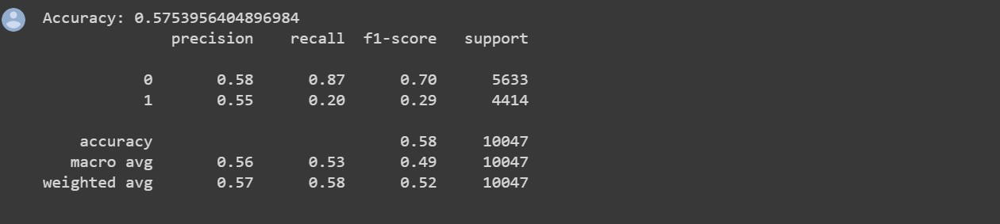 Accuracy: 0.5753956404896984
precision recall f1-score support
0 0.58 0.87 0.70 5633
1 0.55 0.20 0.29 4414
accuracy 0.58 10047
macro avg 0.56 0.53 0.49 10047
weighted avg 0.57 0.58 0.52 10047